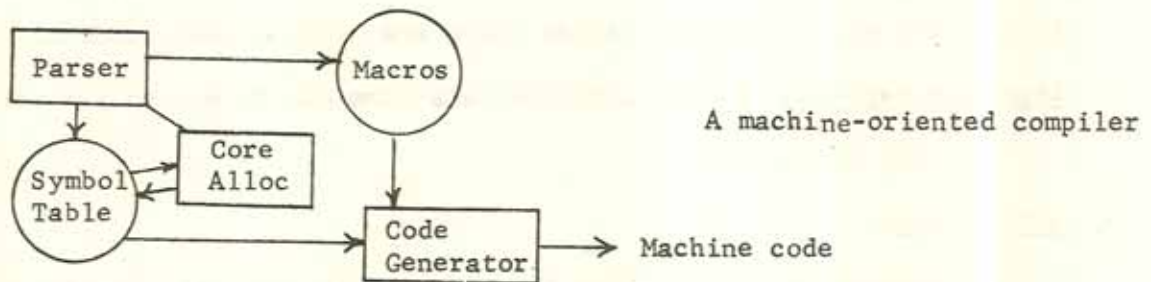 Parser
Macros
A machine-oriented compiler
Core
Alloc
Symbol
Table
Code
Generator
Machine code